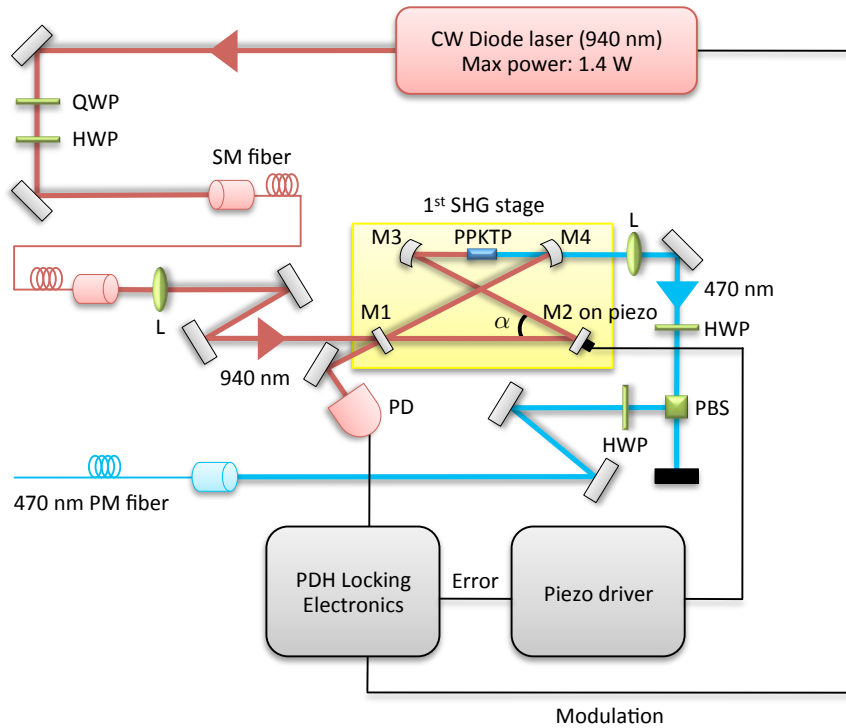 CW Diode laser (940 nm)
Max power: 1.4 W
QWP
HWP
SM fiber
1st SHG stage
M3
PPKTP
M4
L
L
M1
α
M2 on piezo
470 nm
HWP
940 nm
PD
PBS
HWP
470 nm PM fiber
PDH Locking
Electronics
Error
Piezo driver
Modulation